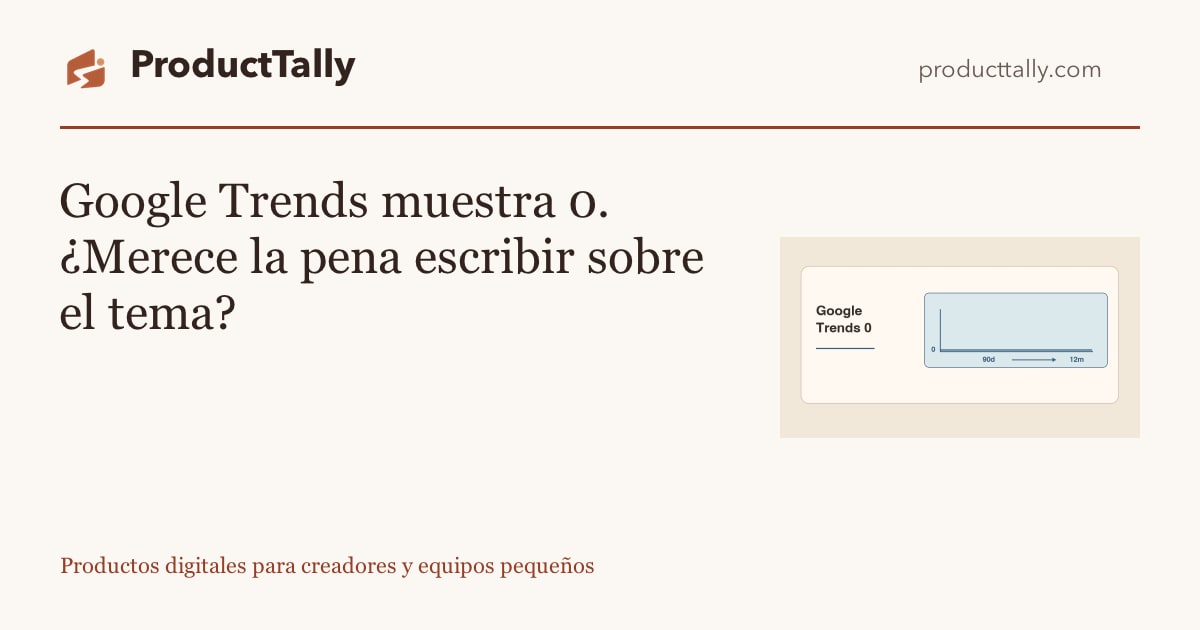 ProductTally
producttally.com
Google Trends muestra 0.
¿Merece la pena escribir sobre
el tema?
Google
Trends 0
0
90d
12m
Productos digitales para creadores y equipos pequeños